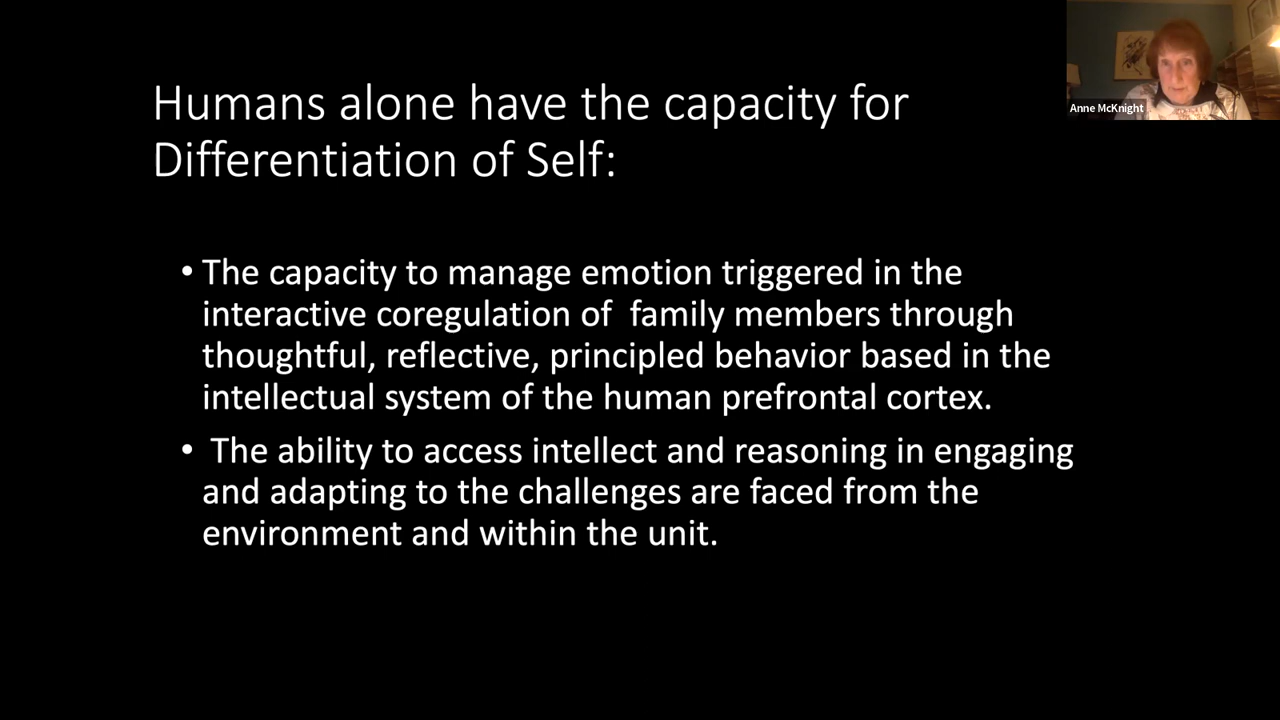 Humans alone have the capacity for
Differentiation of Self:
• The capacity to manage emotion triggered in the
interactive coregulation of  family members through
thoughtful, reflective, principled behavior based in the
intellectual system of the human prefrontal cortex.
•  The ability to access intellect and reasoning in engaging
and adapting to the challenges are faced from the
environment and within the unit.
Anne McKnight